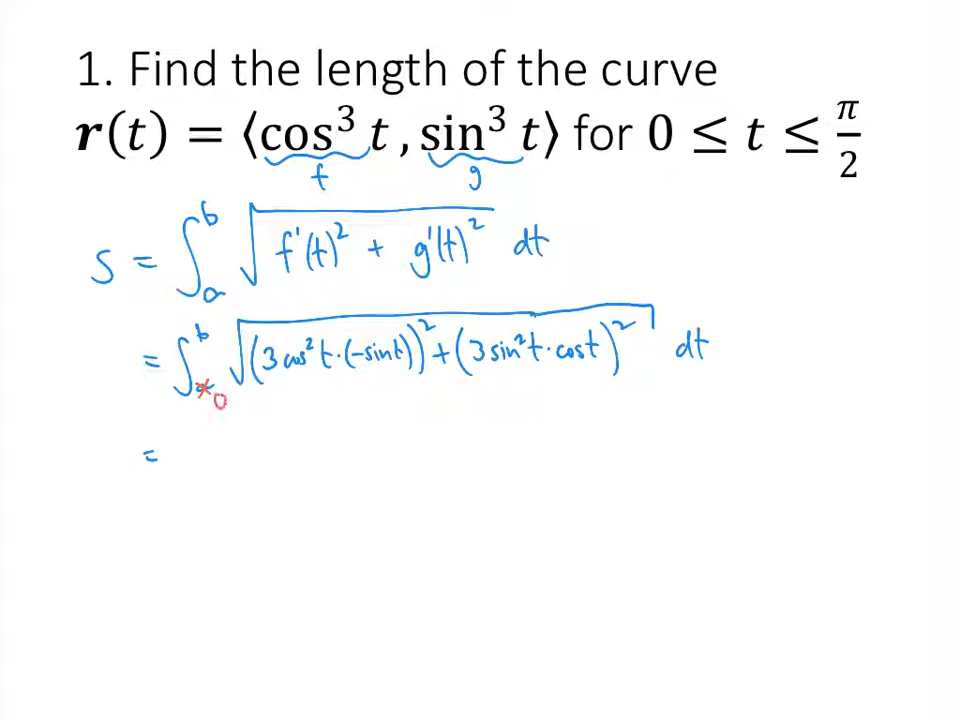 1. Find the length of the curve
r(t) = ⟨cos³ t , sin³ t⟩ for 0 ≤ t ≤ π/2
f g
S = ∫ₐᵇ √(f'(t)² + g'(t)²) dt
= ∫₀ᵇ √((3cos²t·(-sint))² + (3sin²t·cost)²) dt
=